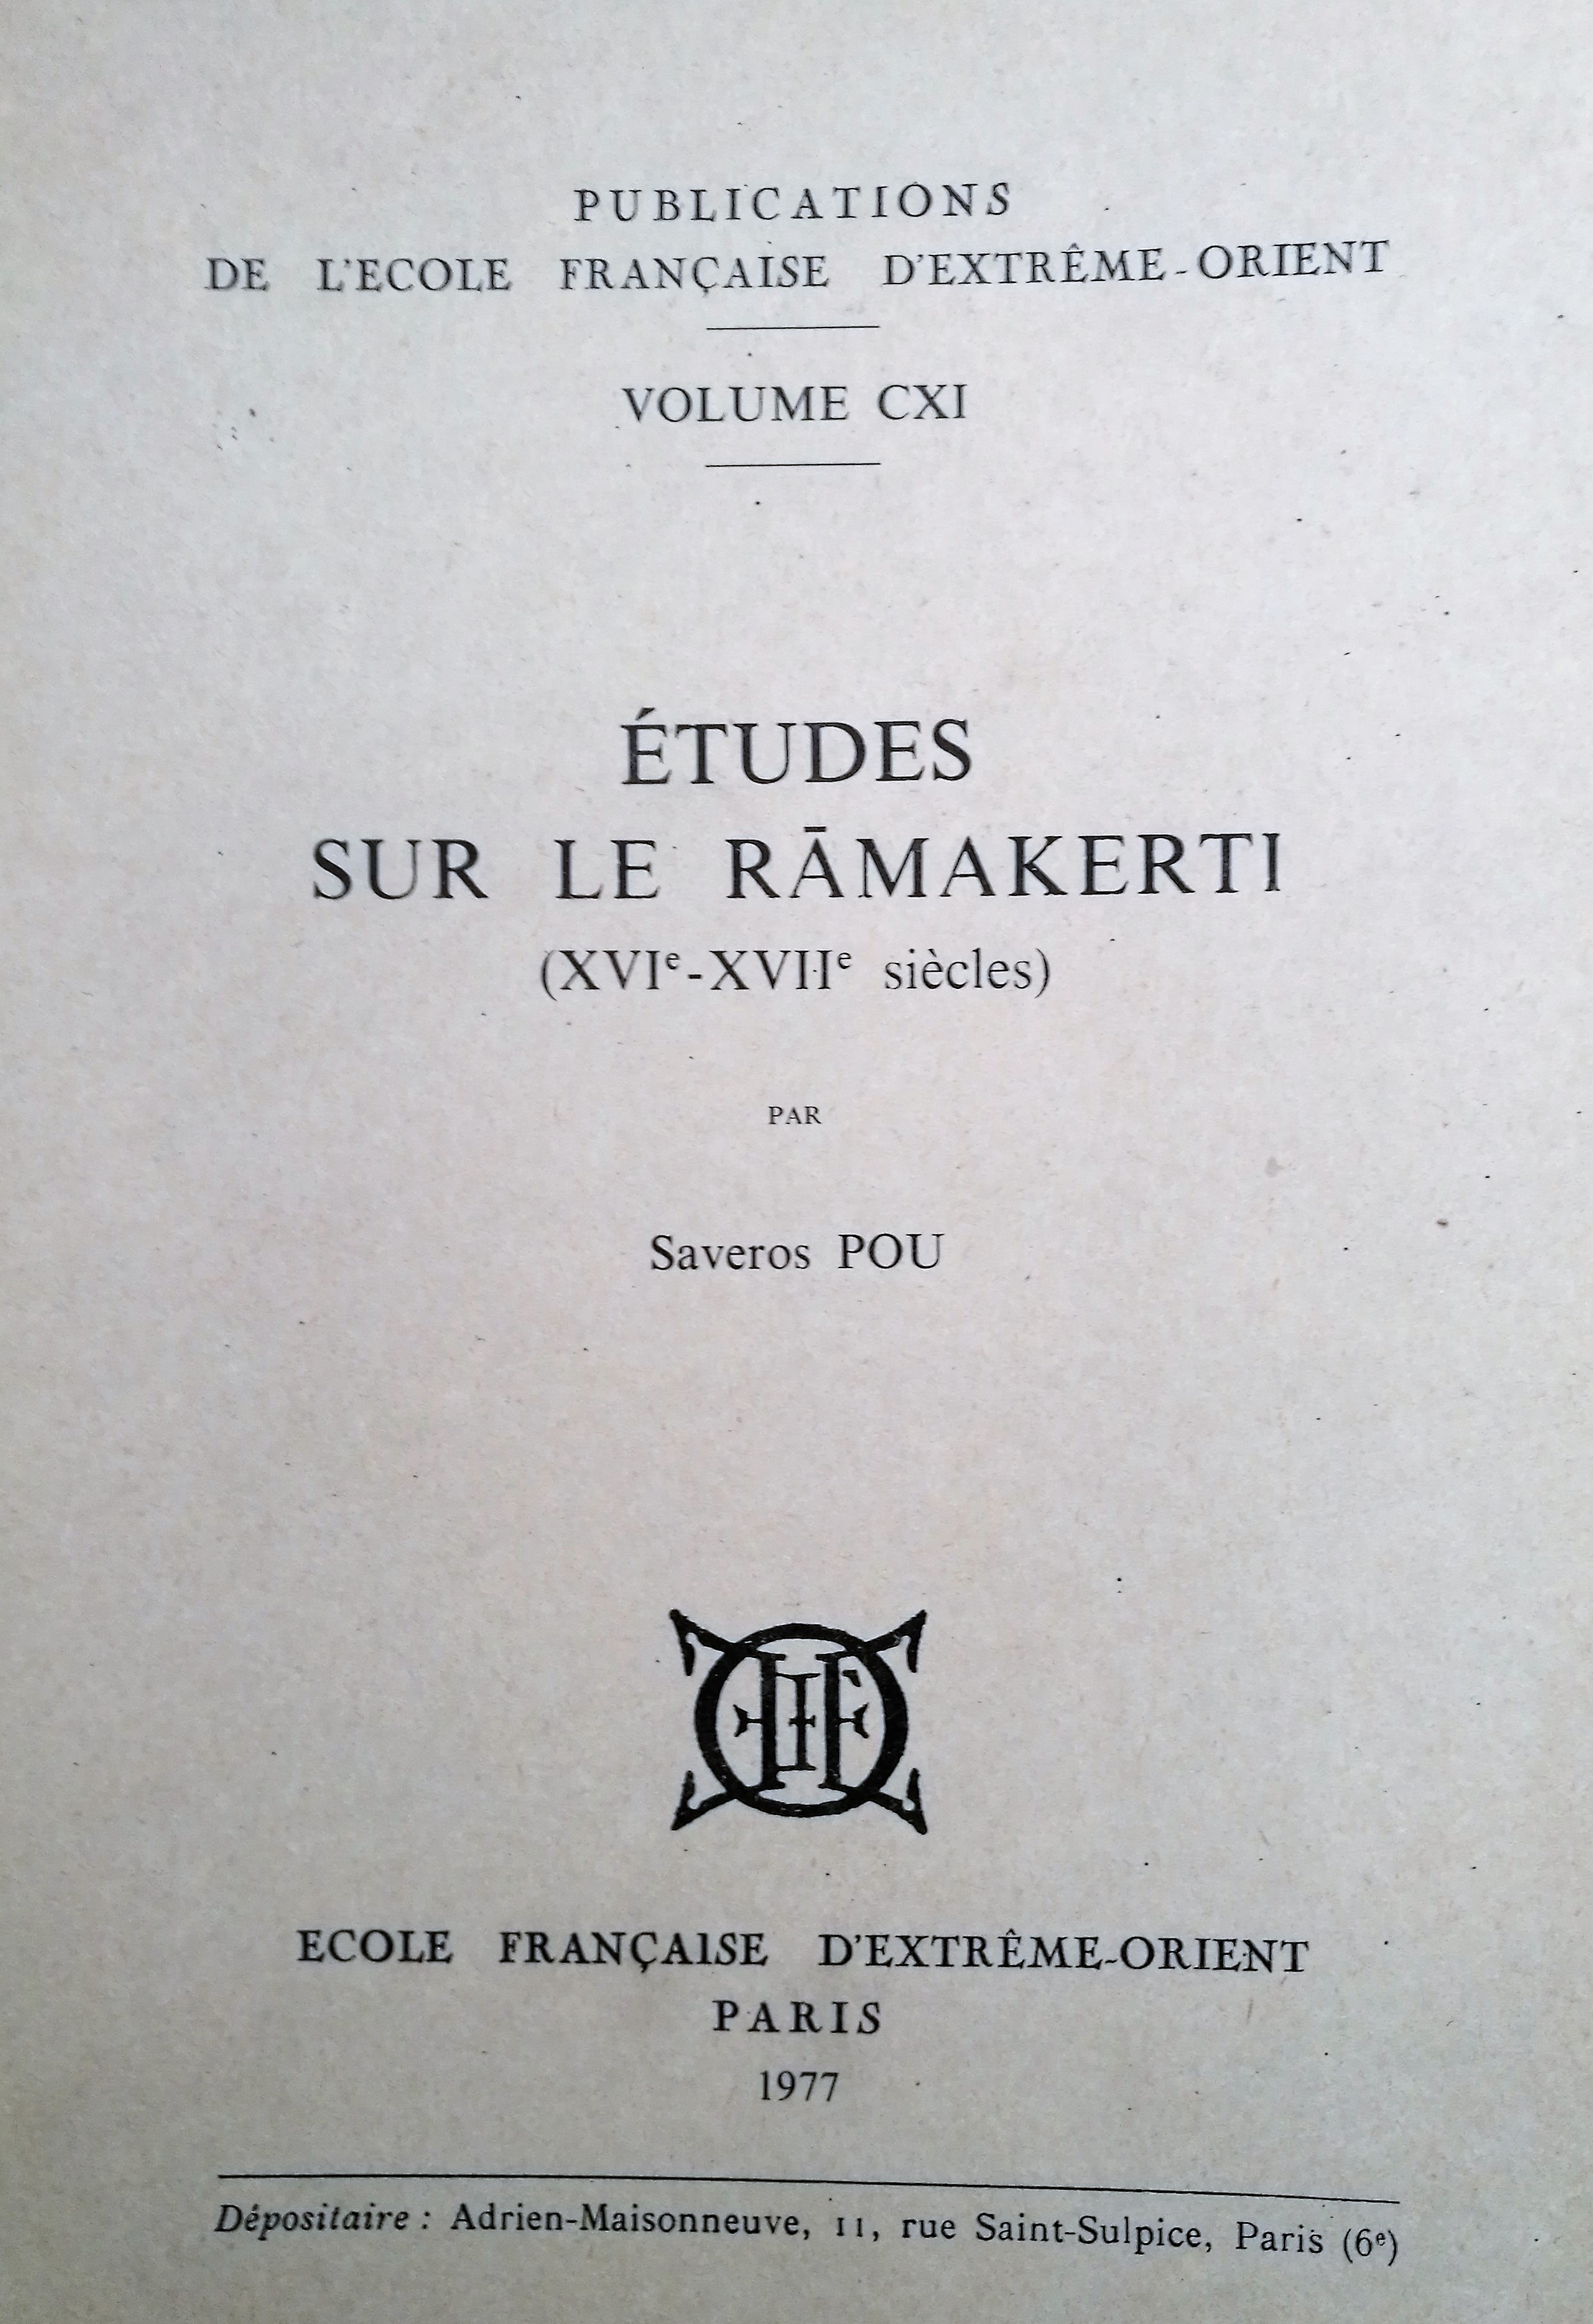 PUBLICATIONS
DE L'ECOLE FRANÇAISE D'EXTRÊME-ORIENT
VOLUME CXI
ÉTUDES
SUR LE RĀMAKERTI
(XVIe-XVIIe siècles)
PAR
Saveros POU
ECOLE FRANÇAISE D'EXTRÊME-ORIENT
PARIS
1977
Dépositaire : Adrien-Maisonneuve, 11, rue Saint-Sulpice, Paris (6e)